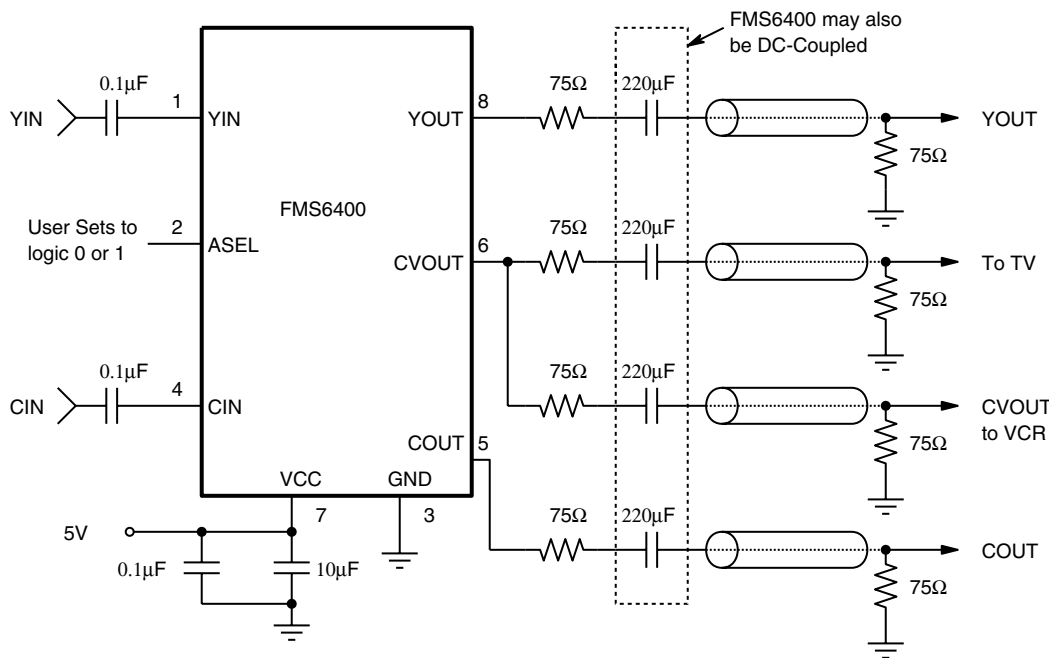 FMS6400 may also
be DC-Coupled
0.1µF
75Ω
220µF
YIN
1
YIN
YOUT
8
YOUT
75Ω
FMS6400
User Sets to
logic 0 or 1
2
ASEL
CVOUT
6
75Ω
220µF
To TV
75Ω
0.1µF
CIN
4
CIN
75Ω
220µF
CVOUT
to VCR
75Ω
COUT
5
VCC
GND
7
3
75Ω
220µF
5V
COUT
0.1µF
10µF
75Ω